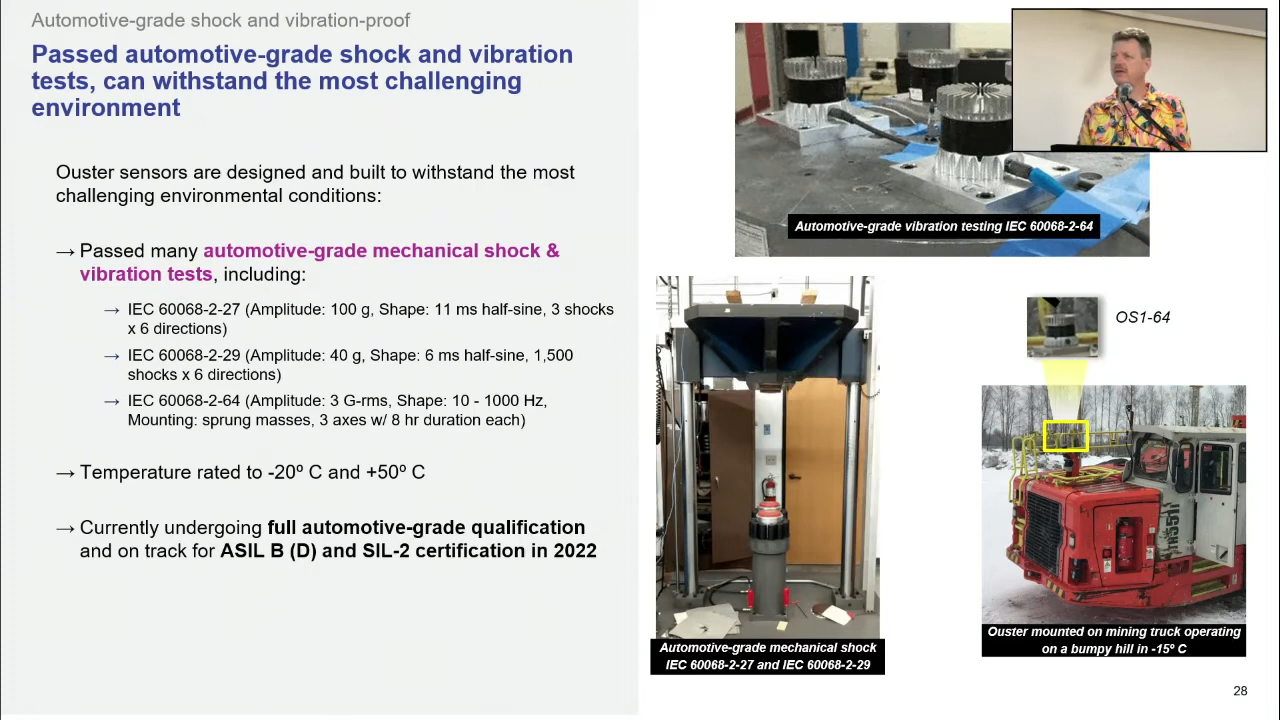 Automotive-grade shock and vibration-proof
Passed automotive-grade shock and vibration
tests, can withstand the most challenging
environment
Ouster sensors are designed and built to withstand the most
challenging environmental conditions:
→ Passed many automotive-grade mechanical shock &
vibration tests, including:
→ IEC 60068-2-27 (Amplitude: 100 g, Shape: 11 ms half-sine, 3 shocks
x 6 directions)
→ IEC 60068-2-29 (Amplitude: 40 g, Shape: 6 ms half-sine, 1,500
shocks x 6 directions)
→ IEC 60068-2-64 (Amplitude: 3 G-rms, Shape: 10 - 1000 Hz,
Mounting: sprung masses, 3 axes w/ 8 hr duration each)
→ Temperature rated to -20º C and +50º C
→ Currently undergoing full automotive-grade qualification
and on track for ASIL B (D) and SIL-2 certification in 2022
Automotive-grade vibration testing IEC 60068-2-64
Automotive-grade mechanical shock
IEC 60068-2-27 and IEC 60068-2-29
OS1-64
Ouster mounted on mining truck operating
on a bumpy hill in -15º C
28